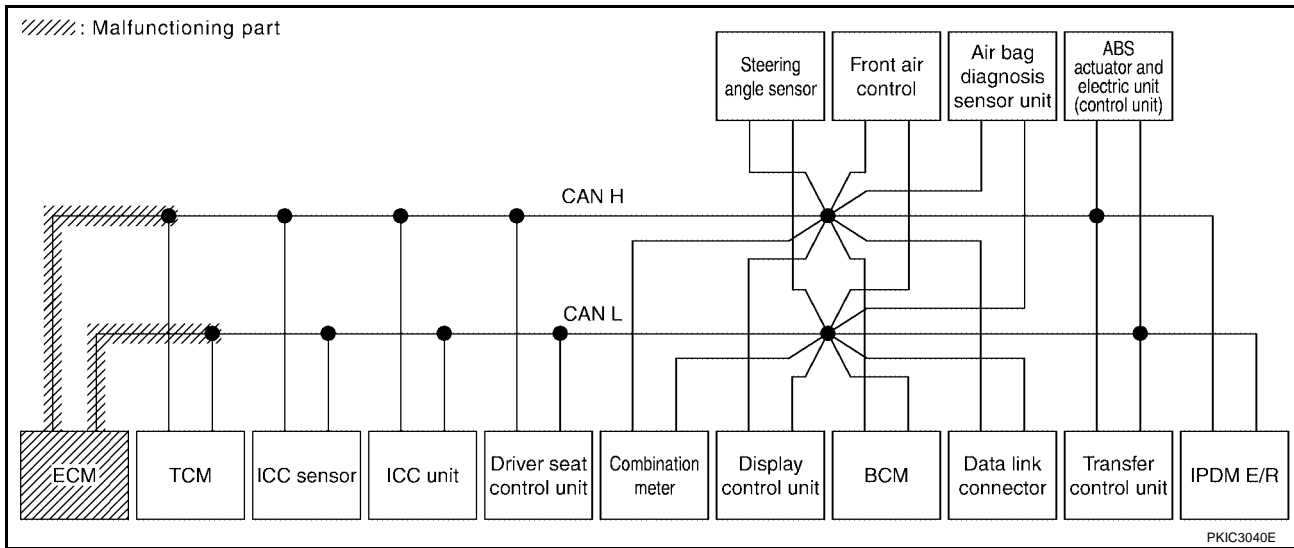 : Malfunctioning part
Steering
angle sensor
Front air
control
Air bag
diagnosis
sensor unit
ABS
actuator and
electric unit
(control unit)
CAN H
CAN L
ECM
TCM
ICC sensor
ICC unit
Driver seat
control unit
Combination
meter
Display
control unit
BCM
Data link
connector
Transfer
control unit
IPDM E/R
PKIC3040E